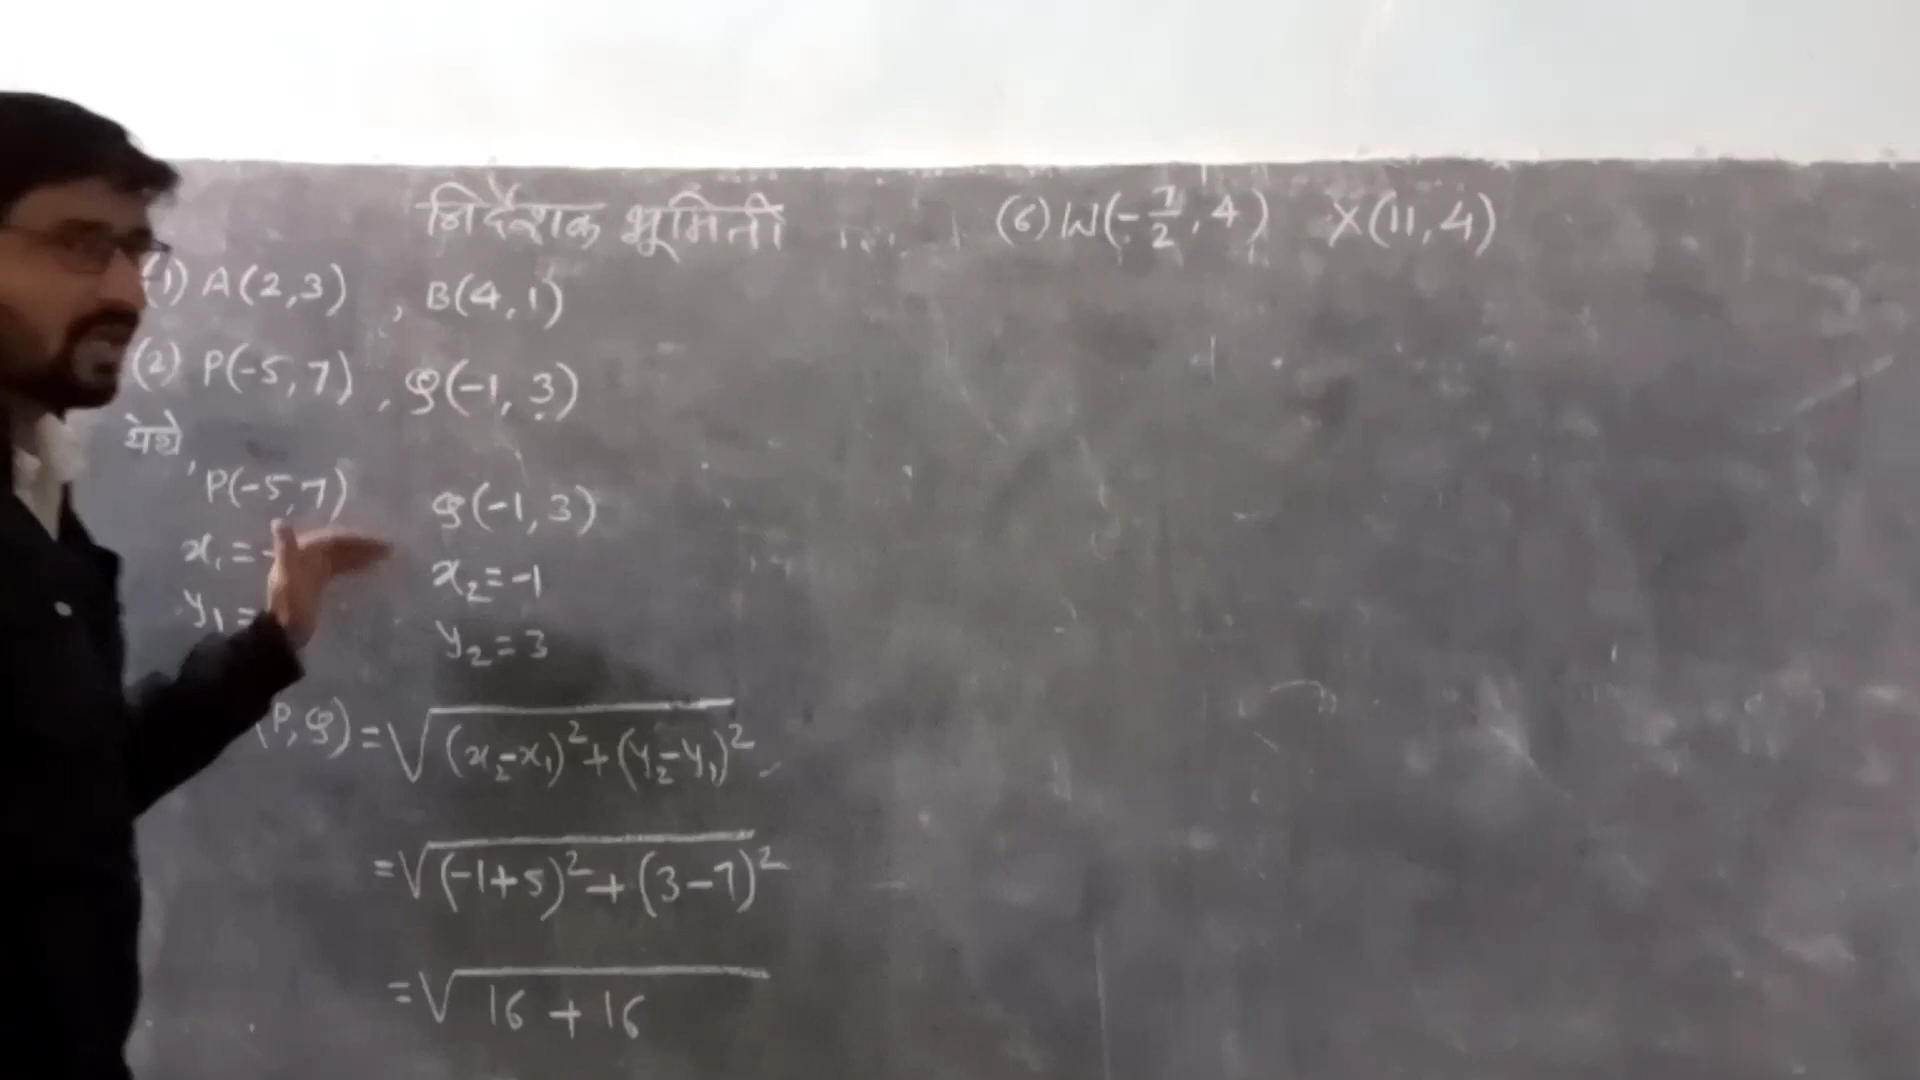 निर्देशक भूमिती
(1) A(2,3) , B(4,1)
(2) P(-5,7) , Q(-1,3)
येथे,
P(-5,7) Q(-1,3)
x₁ = - x₂ = -1
y₁ = y₂ = 3
(P,Q) = √((x₂-x₁)² + (y₂-y₁)²)
= √((-1+5)² + (3-7)²)
= √(16 + 16)
(6) W(-7/2, 4) X(11,4)